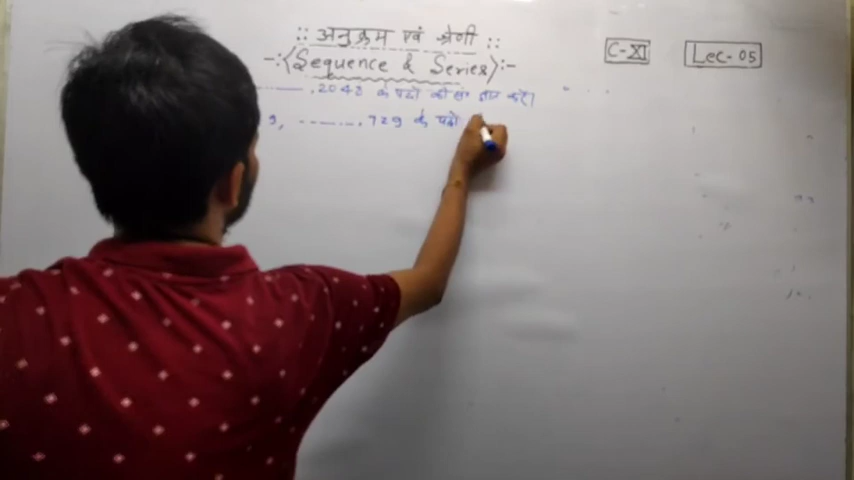 :: अनुक्रम एवं श्रेणी ::
-:〈Sequence & Series〉:-
C-XI
Lec-05
--------- .2048 के पदों की सं॰ ज्ञात करें।
9, --------. 729 के पदो